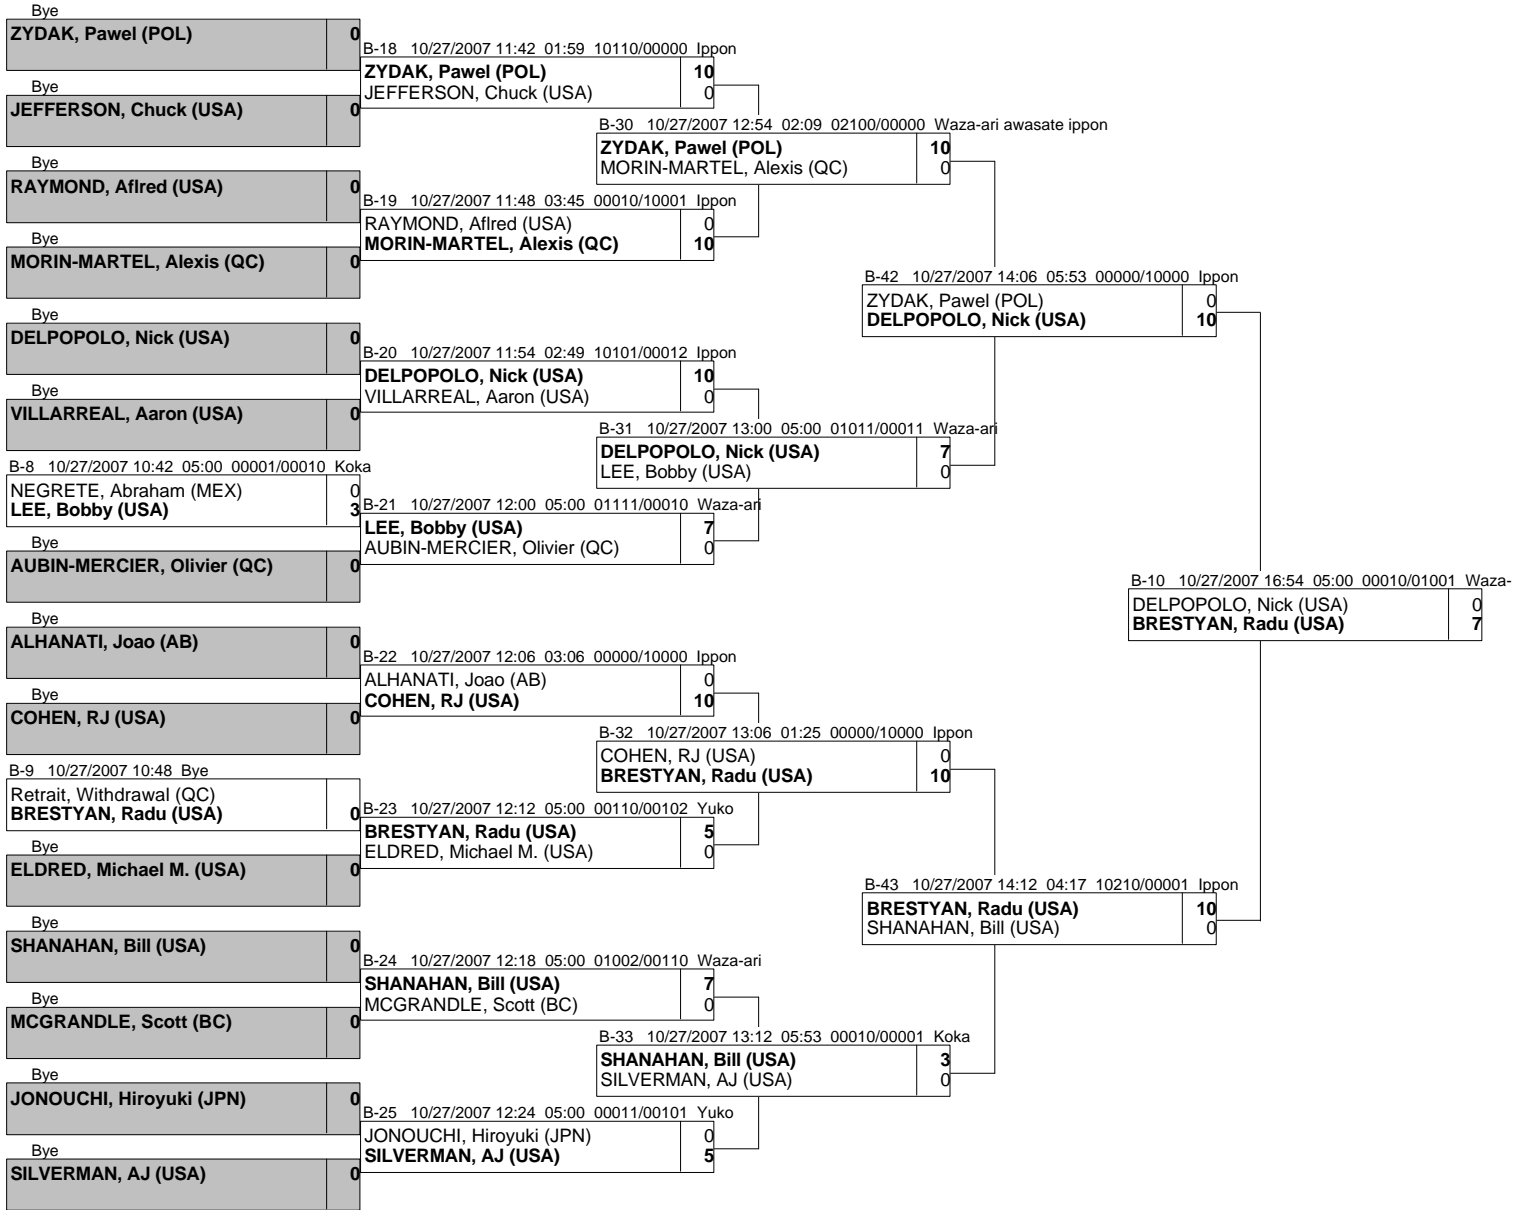 Bye
ZYDAK, Pawel (POL) 0
Bye
JEFFERSON, Chuck (USA) 0
Bye
RAYMOND, Aflred (USA) 0
Bye
MORIN-MARTEL, Alexis (QC) 0
Bye
DELPOPOLO, Nick (USA) 0
Bye
VILLARREAL, Aaron (USA) 0
B-8 10/27/2007 10:42 05:00 00001/00010 Koka
NEGRETE, Abraham (MEX) 0
LEE, Bobby (USA) 3
Bye
AUBIN-MERCIER, Olivier (QC) 0
Bye
ALHANATI, Joao (AB) 0
Bye
COHEN, RJ (USA) 0
B-9 10/27/2007 10:48 Bye
Retrait, Withdrawal (QC)
BRESTYAN, Radu (USA) 0
Bye
ELDRED, Michael M. (USA) 0
Bye
SHANAHAN, Bill (USA) 0
Bye
MCGRANDLE, Scott (BC) 0
Bye
JONOUCHI, Hiroyuki (JPN) 0
Bye
SILVERMAN, AJ (USA) 0
B-18 10/27/2007 11:42 01:59 10110/00000 Ippon
ZYDAK, Pawel (POL) 10
JEFFERSON, Chuck (USA) 0
B-19 10/27/2007 11:48 03:45 00010/10001 Ippon
RAYMOND, Aflred (USA) 0
MORIN-MARTEL, Alexis (QC) 10
B-20 10/27/2007 11:54 02:49 10101/00012 Ippon
DELPOPOLO, Nick (USA) 10
VILLARREAL, Aaron (USA) 0
B-21 10/27/2007 12:00 05:00 01111/00010 Waza-ari
LEE, Bobby (USA) 7
AUBIN-MERCIER, Olivier (QC) 0
B-22 10/27/2007 12:06 03:06 00000/10000 Ippon
ALHANATI, Joao (AB) 0
COHEN, RJ (USA) 10
B-23 10/27/2007 12:12 05:00 00110/00102 Yuko
BRESTYAN, Radu (USA) 5
ELDRED, Michael M. (USA) 0
B-24 10/27/2007 12:18 05:00 01002/00110 Waza-ari
SHANAHAN, Bill (USA) 7
MCGRANDLE, Scott (BC) 0
B-25 10/27/2007 12:24 05:00 00011/00101 Yuko
JONOUCHI, Hiroyuki (JPN) 0
SILVERMAN, AJ (USA) 5
B-30 10/27/2007 12:54 02:09 02100/00000 Waza-ari awasate ippon
ZYDAK, Pawel (POL) 10
MORIN-MARTEL, Alexis (QC) 0
B-31 10/27/2007 13:00 05:00 01011/00011 Waza-ari
DELPOPOLO, Nick (USA) 7
LEE, Bobby (USA) 0
B-32 10/27/2007 13:06 01:25 00000/10000 Ippon
COHEN, RJ (USA) 0
BRESTYAN, Radu (USA) 10
B-33 10/27/2007 13:12 05:53 00010/00001 Koka
SHANAHAN, Bill (USA) 3
SILVERMAN, AJ (USA) 0
B-42 10/27/2007 14:06 05:53 00000/10000 Ippon
ZYDAK, Pawel (POL) 0
DELPOPOLO, Nick (USA) 10
B-43 10/27/2007 14:12 04:17 10210/00001 Ippon
BRESTYAN, Radu (USA) 10
SHANAHAN, Bill (USA) 0
B-10 10/27/2007 16:54 05:00 00010/01001 Waza-
DELPOPOLO, Nick (USA) 0
BRESTYAN, Radu (USA) 7